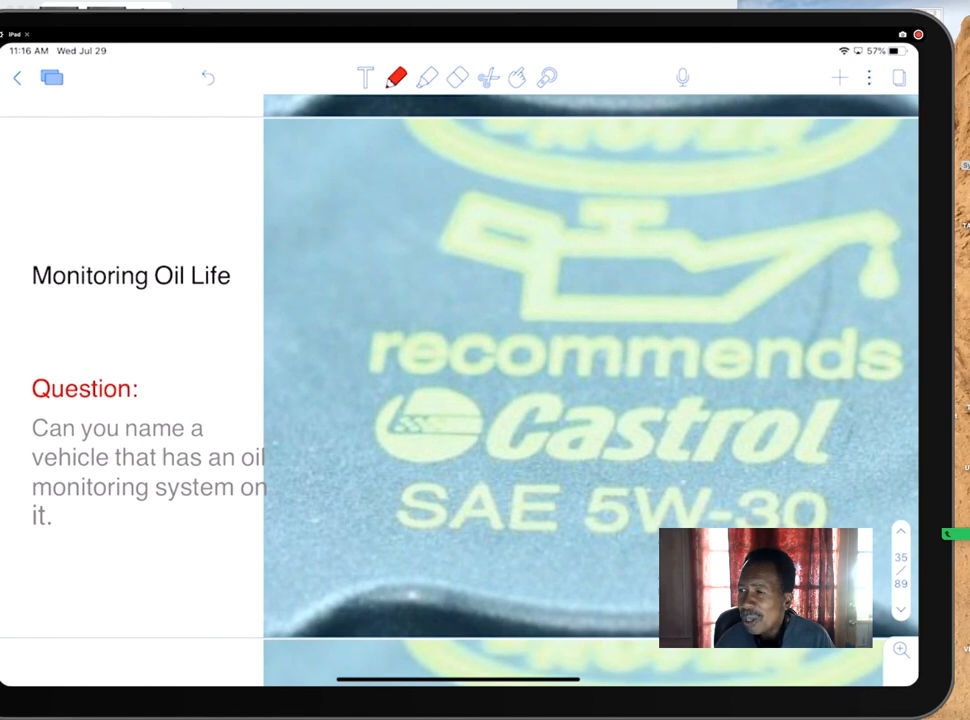 iPad
11:16 AM Wed Jul 29
57%
T
Monitoring Oil Life
Question:
Can you name a
vehicle that has an oil
monitoring system on
it.
recommends
Castrol
SAE 5W-30
35
89